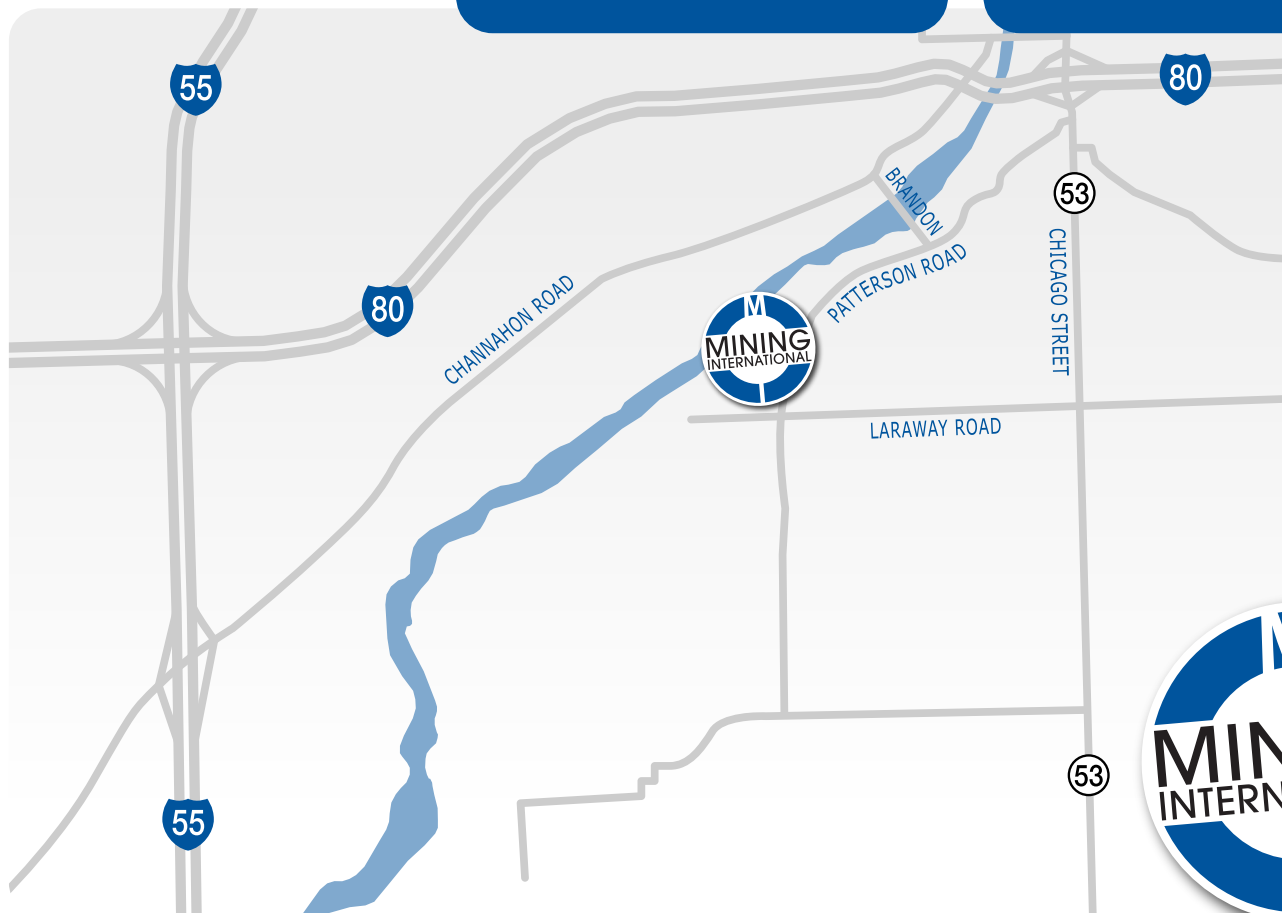 55
80
BRANDON
53
CHICAGO STREET
PATTERSON ROAD
80
CHANNAHON ROAD
M
MINING
INTERNATIONAL
I
LARAWAY ROAD
53
MIN
INTERN
55